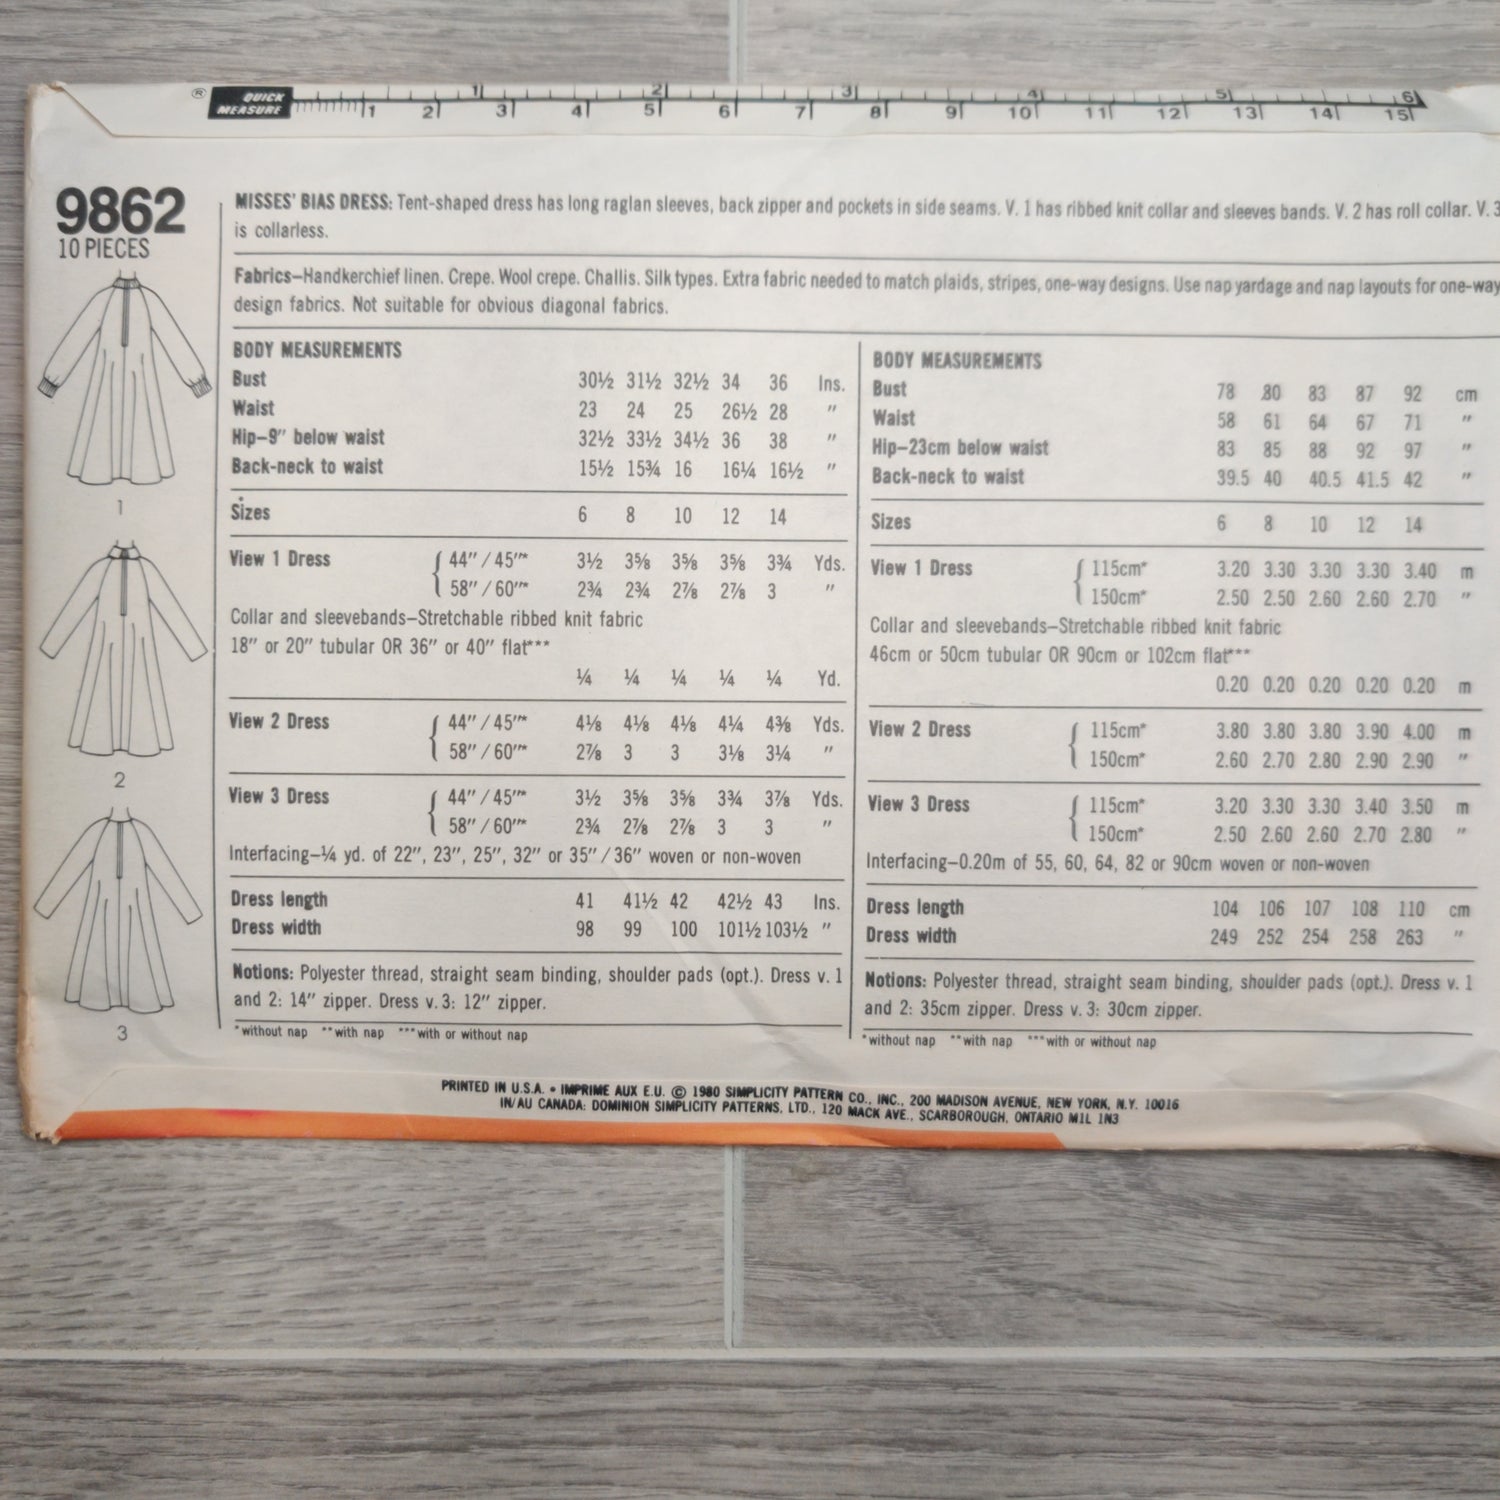 ® QUICK MEASURE
1 2 3 4 5 6
1 2 3 4 5 6 7 8 9 10 11 12 13 14 15
9862
10 PIECES
1
2
3
MISSES' BIAS DRESS: Tent-shaped dress has long raglan sleeves, back zipper and pockets in side seams. V. 1 has ribbed knit collar and sleeves bands. V. 2 has roll collar. V. 3
is collarless.
Fabrics–Handkerchief linen. Crepe. Wool crepe. Challis. Silk types. Extra fabric needed to match plaids, stripes, one-way designs. Use nap yardage and nap layouts for one-way
design fabrics. Not suitable for obvious diagonal fabrics.
BODY MEASUREMENTS
Bust 30½ 31½ 32½ 34 36 Ins.
Waist 23 24 25 26½ 28 "
Hip–9" below waist 32½ 33½ 34½ 36 38 "
Back-neck to waist 15½ 15¾ 16 16¼ 16½ "
Sizes 6 8 10 12 14
View 1 Dress { 44"/45"* 3½ 3⅝ 3⅝ 3⅝ 3¾ Yds.
58"/60"* 2¾ 2¾ 2⅞ 2⅞ 3 "
Collar and sleevebands–Stretchable ribbed knit fabric
18" or 20" tubular OR 36" or 40" flat***
¼ ¼ ¼ ¼ ¼ Yd.
View 2 Dress { 44"/45"* 4⅛ 4⅛ 4⅛ 4¼ 4⅜ Yds.
58"/60"* 2⅞ 3 3 3⅛ 3¼ "
View 3 Dress { 44"/45"* 3½ 3⅝ 3⅝ 3¾ 3⅞ Yds.
58"/60"* 2¾ 2⅞ 2⅞ 3 3 "
Interfacing–¼ yd. of 22", 23", 25", 32" or 35"/36" woven or non-woven
Dress length 41 41½ 42 42½ 43 Ins.
Dress width 98 99 100 101½ 103½ "
Notions: Polyester thread, straight seam binding, shoulder pads (opt.). Dress v. 1
and 2: 14" zipper. Dress v. 3: 12" zipper.
*without nap **with nap ***with or without nap
BODY MEASUREMENTS
Bust 78 80 83 87 92 cm
Waist 58 61 64 67 71 "
Hip–23cm below waist 83 85 88 92 97 "
Back-neck to waist 39.5 40 40.5 41.5 42 "
Sizes 6 8 10 12 14
View 1 Dress { 115cm* 3.20 3.30 3.30 3.30 3.40 m
150cm* 2.50 2.50 2.60 2.60 2.70 "
Collar and sleevebands–Stretchable ribbed knit fabric
46cm or 50cm tubular OR 90cm or 102cm flat***
0.20 0.20 0.20 0.20 0.20 m
View 2 Dress { 115cm* 3.80 3.80 3.80 3.90 4.00 m
150cm* 2.60 2.70 2.80 2.90 2.90 "
View 3 Dress { 115cm* 3.20 3.30 3.30 3.40 3.50 m
150cm* 2.50 2.60 2.60 2.70 2.80 "
Interfacing–0.20m of 55, 60, 64, 82 or 90cm woven or non-woven
Dress length 104 106 107 108 110 cm
Dress width 249 252 254 258 263 "
Notions: Polyester thread, straight seam binding, shoulder pads (opt.). Dress v. 1
and 2: 35cm zipper. Dress v. 3: 30cm zipper.
*without nap **with nap ***with or without nap
PRINTED IN U.S.A. • IMPRIME AUX E.U. © 1980 SIMPLICITY PATTERN CO., INC., 200 MADISON AVENUE, NEW YORK, N.Y. 10016
IN/AU CANADA: DOMINION SIMPLICITY PATTERNS, LTD., 120 MACK AVE., SCARBOROUGH, ONTARIO M1L 1N3